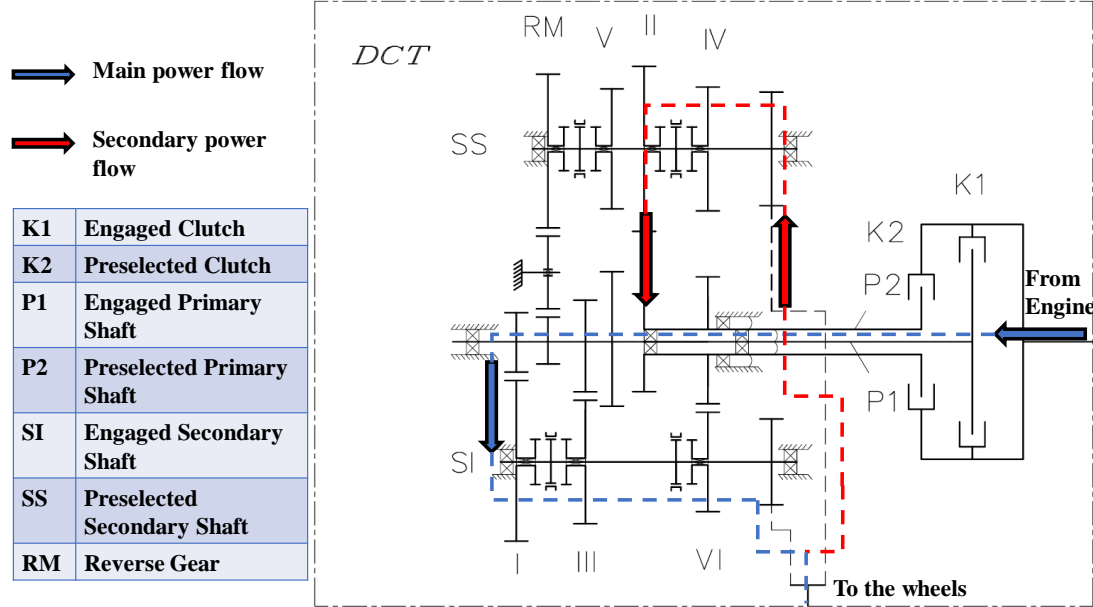 Main power flow
Secondary power
flow
K1 Engaged Clutch
K2 Preselected Clutch
P1 Engaged Primary
Shaft
P2 Preselected Primary
Shaft
SI Engaged Secondary
Shaft
SS Preselected
Secondary Shaft
RM Reverse Gear
DCT
RM
V
II
IV
SS
K1
K2
P2
From
Engine
P1
SI
I
III
VI
To the wheels